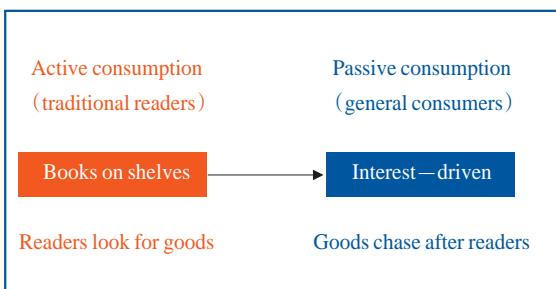 Active consumption
（traditional readers）
Passive consumption
（general consumers）
Books on shelves
Interest—driven
Readers look for goods
Goods chase after readers